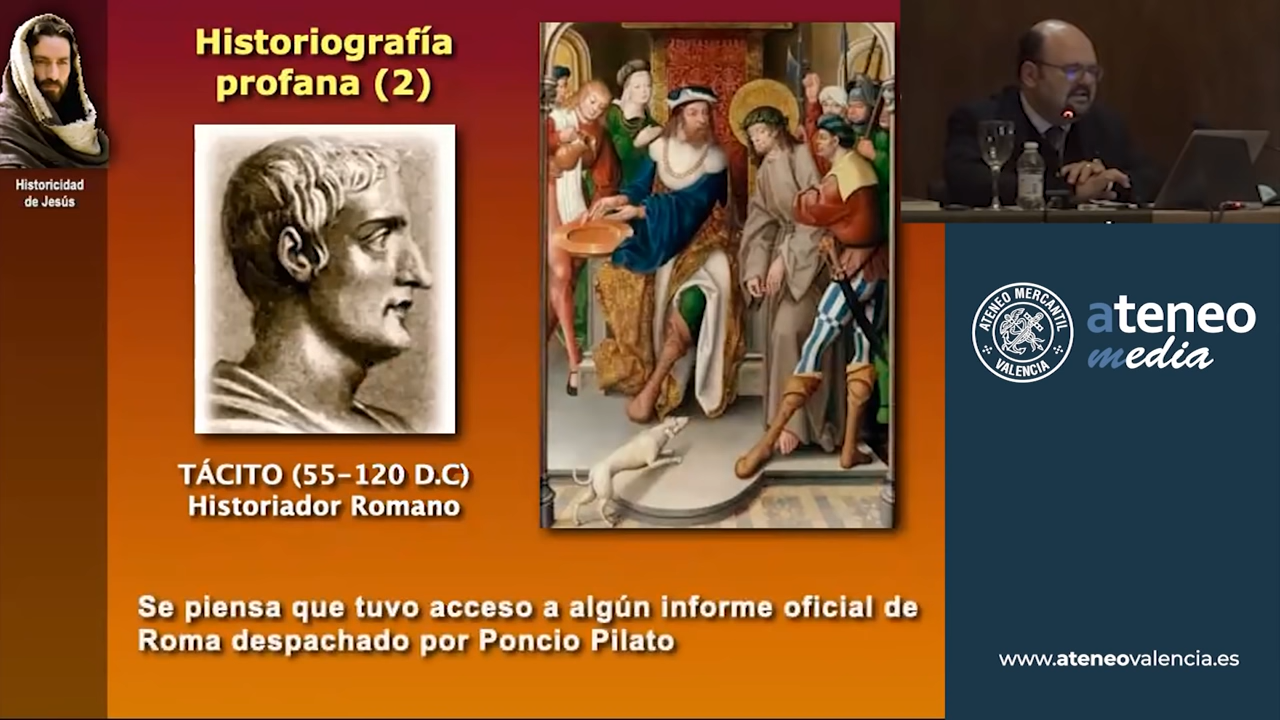 Historicidad
de Jesús
Historiografía
profana (2)
TÁCITO (55-120 D.C)
Historiador Romano
Se piensa que tuvo acceso a algún informe oficial de
Roma despachado por Poncio Pilato
ATENEO MERCANTIL
VALENCIA
ateneo
media
www.ateneovalencia.es